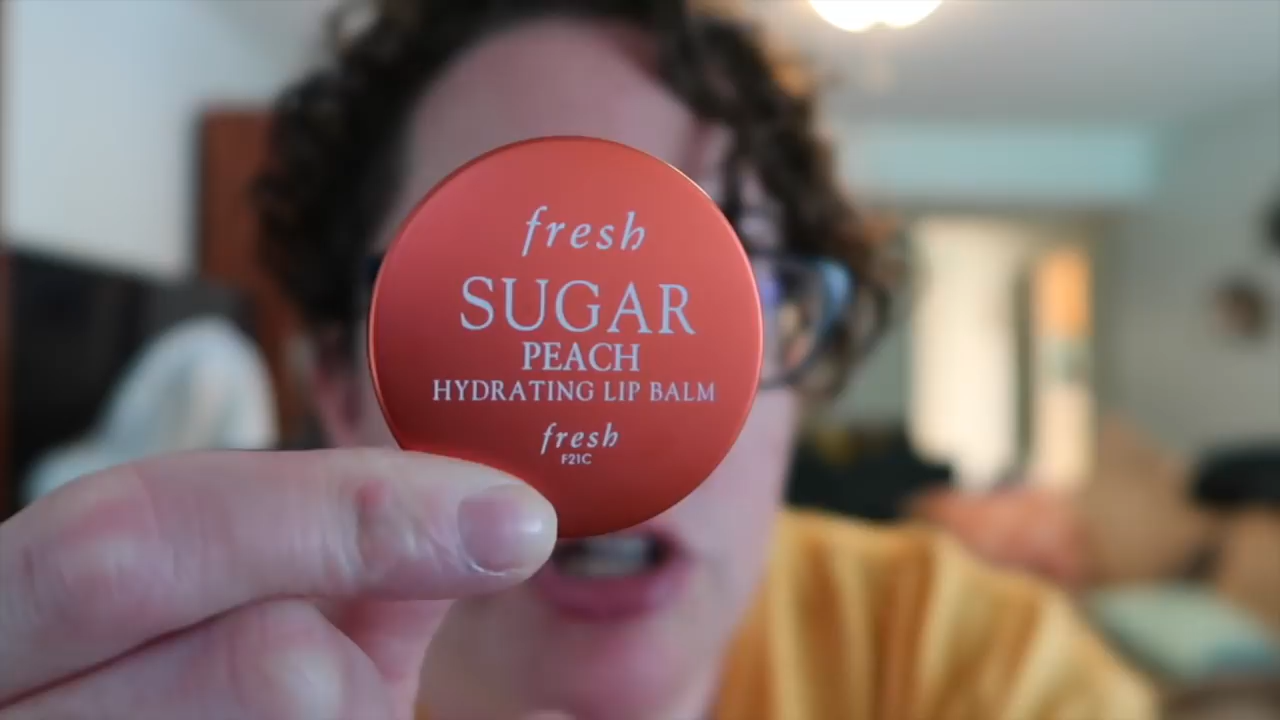 fresh
SUGAR
PEACH
HYDRATING LIP BALM
fresh
F21C